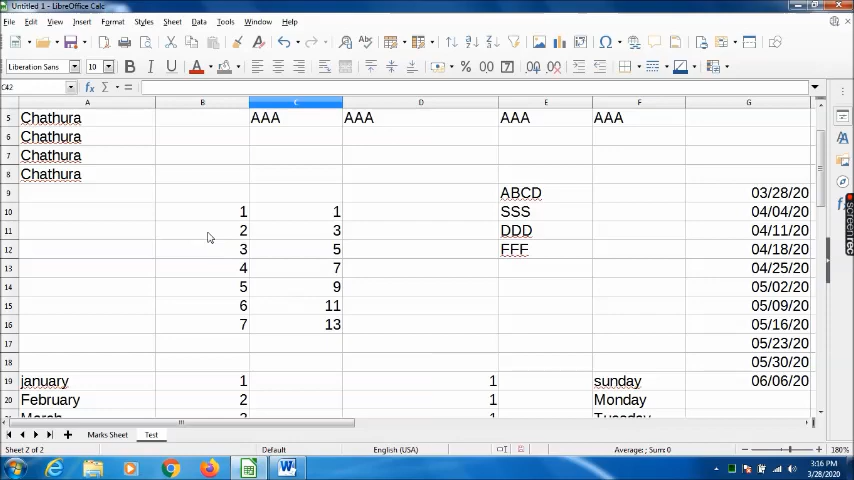 Untitled 1 - LibreOffice Calc
File Edit View Insert Format Styles Sheet Data Tools Window Help
Liberation Sans 10
C42
A B C D E F G
5 Chathura AAA AAA AAA AAA
6 Chathura
7 Chathura
8 Chathura
9 ABCD 03/28/20
10 1 1 SSS 04/04/20
11 2 3 DDD 04/11/20
12 3 5 FFF 04/18/20
13 4 7 04/25/20
14 5 9 05/02/20
15 6 11 05/09/20
16 7 13 05/16/20
17 05/23/20
18 05/30/20
19 january 1 1 sunday 06/06/20
20 February 2 1 Monday
Marks Sheet Test
Sheet 2 of 2 Default English (USA) Average: ; Sum: 0 180%
3:16 PM
3/28/2020
screenrec